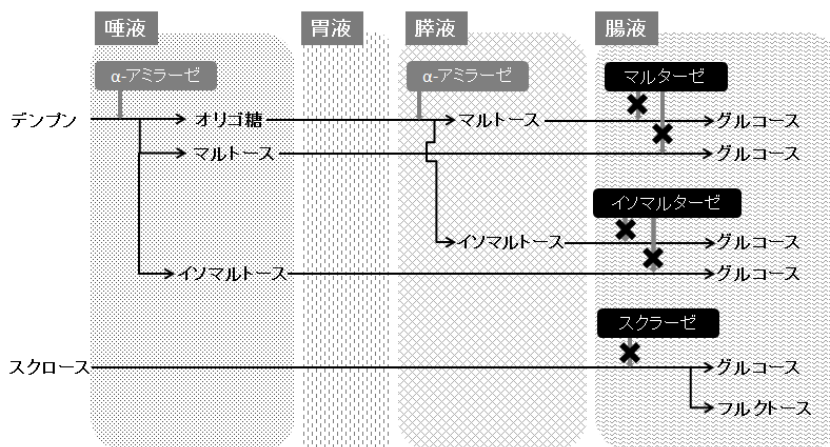 唾液
胃液
膵液
腸液
α-アミラーゼ
α-アミラーゼ
マルターゼ
デンプン
オリゴ糖
マルトース
グルコース
マルトース
グルコース
イソマルターゼ
イソマルトース
グルコース
イソマルトース
グルコース
スクラーゼ
スクロース
グルコース
フルクトース